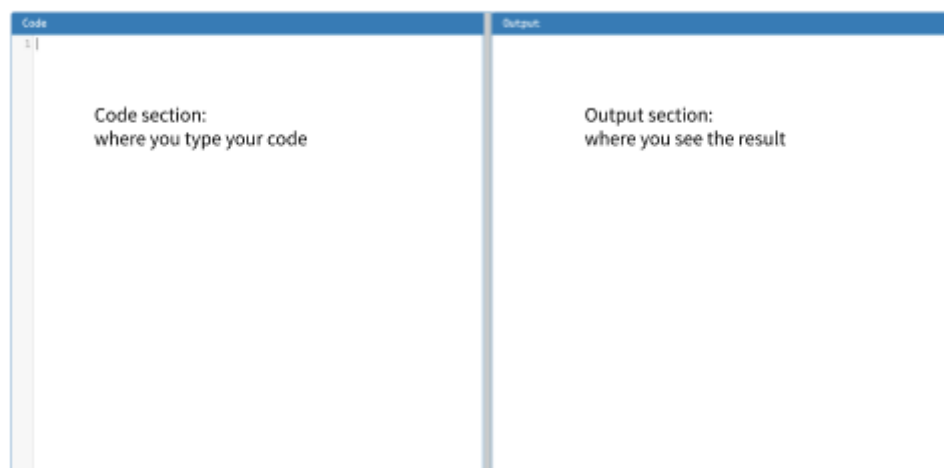 Code
Output
1
Code section:
where you type your code
Output section:
where you see the result